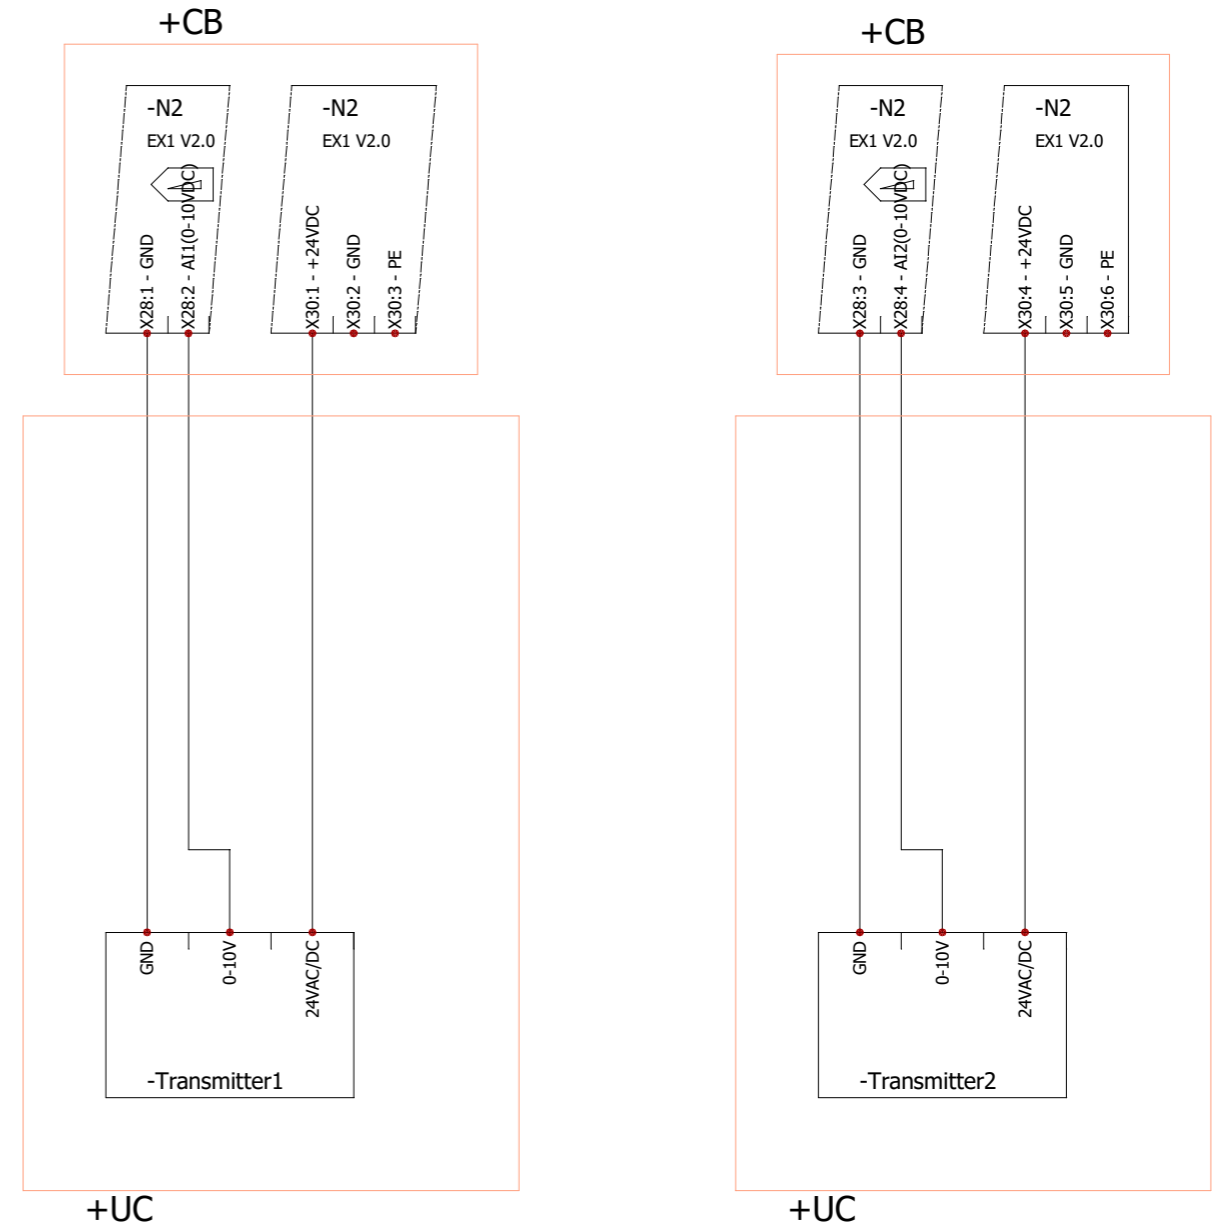 +CB
-N2
EX1 V2.0
X28:1 - GND
X28:2 - AI1(0-10VDC)
-N2
EX1 V2.0
X30:1 - +24VDC
X30:2 - GND
X30:3 - PE
GND
0-10V
24VAC/DC
-Transmitter1
+UC
+CB
-N2
EX1 V2.0
X28:3 - GND
X28:4 - AI2(0-10VDC)
-N2
EX1 V2.0
X30:4 - +24VDC
X30:5 - GND
X30:6 - PE
GND
0-10V
24VAC/DC
-Transmitter2
+UC